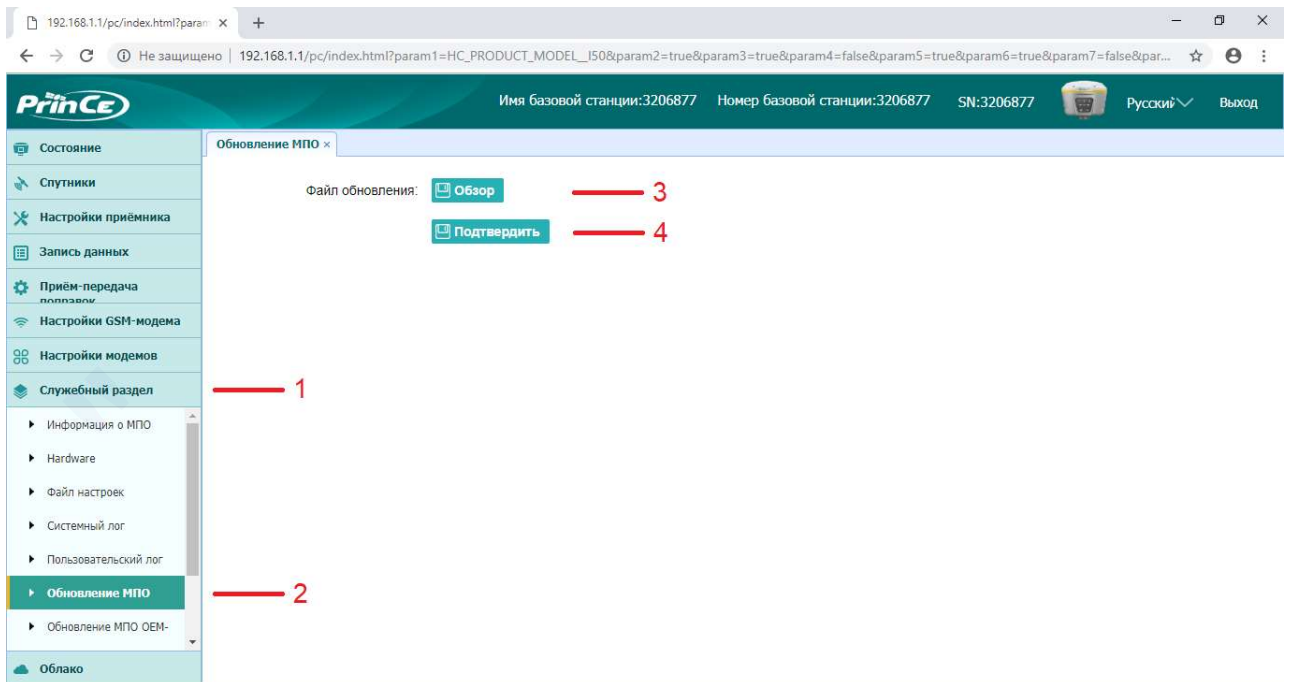 192.168.1.1/pc/index.html?param
Не защищено | 192.168.1.1/pc/index.html?param1=HC_PRODUCT_MODEL__I50&param2=true&param3=true&param4=false&param5=true&param6=true&param7=false&par...
PrinCe
Имя базовой станции:3206877 Номер базовой станции:3206877 SN:3206877 Русский Выход
Состояние
Спутники
Настройки приёмника
Запись данных
Приём-передача
поправок
Настройки GSM-модема
Настройки модемов
Служебный раздел
Информация о МПО
Hardware
Файл настроек
Системный лог
Пользовательский лог
Обновление МПО
Обновление МПО OEM-
Облако
Обновление МПО ×
Файл обновления: Обзор
Подтвердить
3
4
1
2